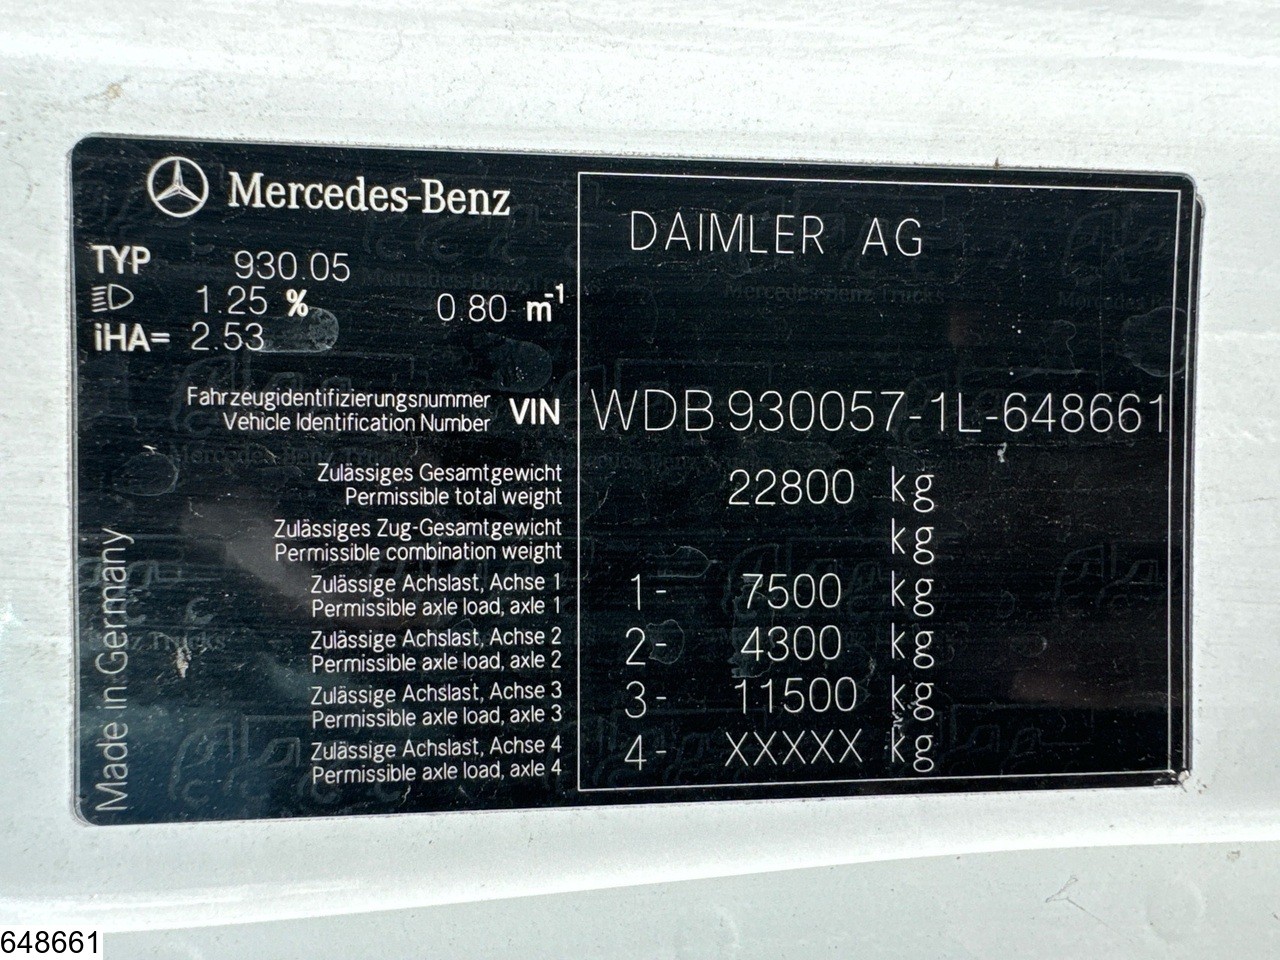 Mercedes-Benz
DAIMLER AG
TYP 930.05
1.25 % 0.80 m-1
iHA= 2.53
Fahrzeugidentifizierungsnummer
Vehicle Identification Number
VIN WDB930057-1L-648661
Zulässiges Gesamtgewicht
Permissible total weight
22800 kg
Zulässiges Zug-Gesamtgewicht
Permissible combination weight
kg
Zulässige Achslast, Achse 1
Permissible axle load, axle 1
1- 7500 kg
Zulässige Achslast, Achse 2
Permissible axle load, axle 2
2- 4300 kg
Zulässige Achslast, Achse 3
Permissible axle load, axle 3
3- 11500 kg
Zulässige Achslast, Achse 4
Permissible axle load, axle 4
4- XXXXX kg
Made in Germany
648661